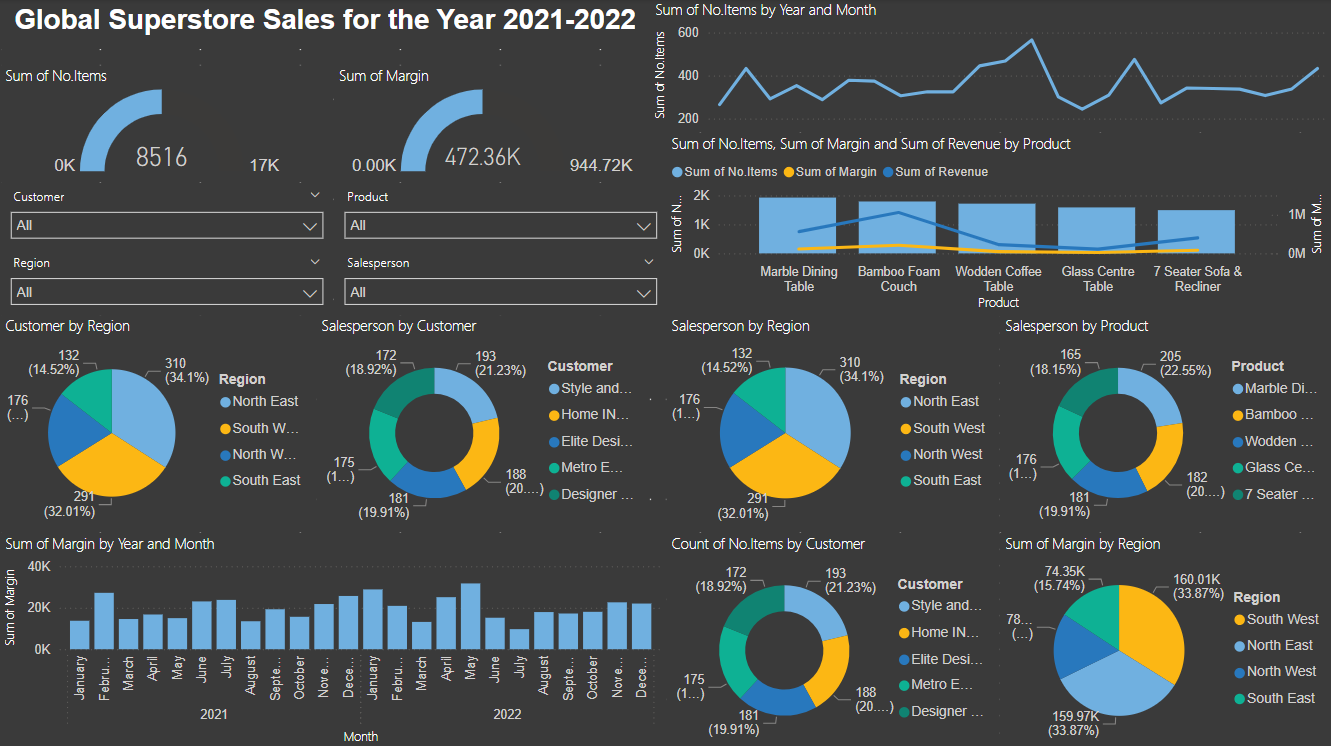 Global Superstore Sales for the Year 2021-2022
Sum of No.Items
0K
8516
17K
Sum of Margin
0.00K
472.36K
944.72K
Customer
All
Product
All
Region
All
Salesperson
All
Sum of No.Items by Year and Month
Sum of No.Items
600
400
200
Sum of No.Items, Sum of Margin and Sum of Revenue by Product
Sum of No.Items
Sum of Margin
Sum of Revenue
Sum of N...
2K
1K
0K
1M
0M
Sum of M...
Marble Dining
Table
Bamboo Foam
Couch
Wodden Coffee
Table
Glass Centre
Table
7 Seater Sofa &
Recliner
Product
Customer by Region
132
(14.52%)
310
(34.1%)
176
(...)
291
(32.01%)
Region
North East
South W...
North W...
South East
Salesperson by Customer
172
(18.92%)
193
(21.23%)
175
(1...)
188
(20....)
181
(19.91%)
Customer
Style and...
Home IN...
Elite Desi...
Metro E...
Designer ...
Salesperson by Region
132
(14.52%)
310
(34.1%)
176
(1...)
291
(32.01%)
Region
North East
South West
North West
South East
Salesperson by Product
165
(18.15%)
205
(22.55%)
176
(1...)
182
(20....)
181
(19.91%)
Product
Marble Di...
Bamboo ...
Wodden ...
Glass Ce...
7 Seater ...
Sum of Margin by Year and Month
Sum of Margin
40K
20K
0K
January
Febru...
March
April
May
June
July
August
Septe...
October
Nove...
Dece...
January
Febru...
March
April
May
June
July
August
Septe...
October
Nove...
Dece...
2021
2022
Month
Count of No.Items by Customer
172
(18.92%)
193
(21.23%)
175
(1...)
188
(20....)
181
(19.91%)
Customer
Style and...
Home IN...
Elite Desi...
Metro E...
Designer ...
Sum of Margin by Region
74.35K
(15.74%)
160.01K
(33.87%)
78...
(...)
159.97K
(33.87%)
Region
South West
North East
North West
South East